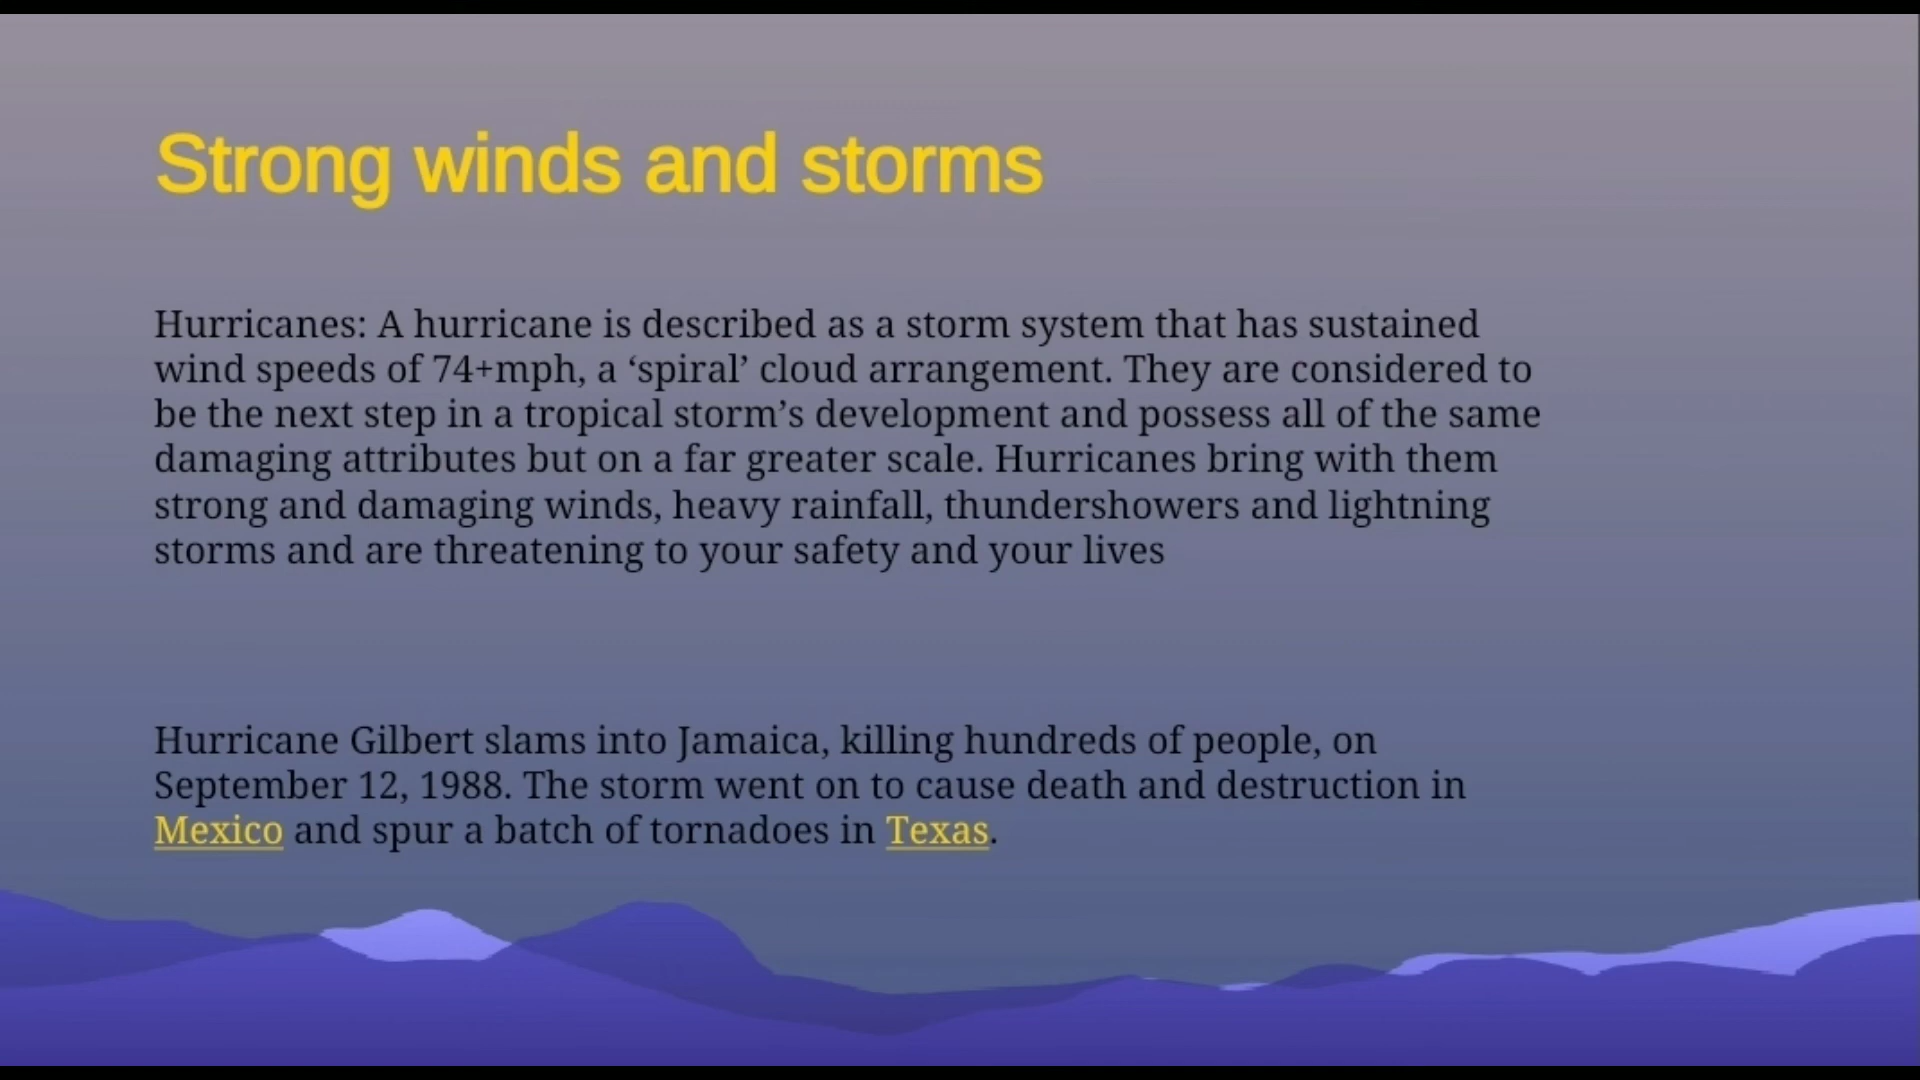 Strong winds and storms
Hurricanes: A hurricane is described as a storm system that has sustained
wind speeds of 74+mph, a ‘spiral’ cloud arrangement. They are considered to
be the next step in a tropical storm’s development and possess all of the same
damaging attributes but on a far greater scale. Hurricanes bring with them
strong and damaging winds, heavy rainfall, thundershowers and lightning
storms and are threatening to your safety and your lives
Hurricane Gilbert slams into Jamaica, killing hundreds of people, on
September 12, 1988. The storm went on to cause death and destruction in
Mexico and spur a batch of tornadoes in Texas.